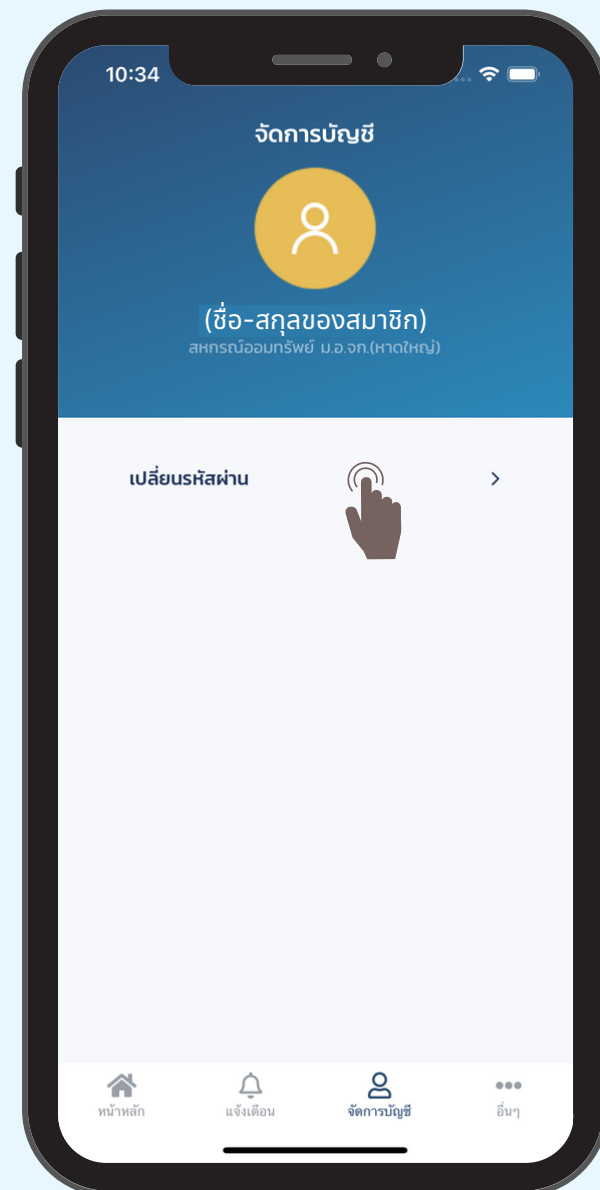 10:34
จัดการบัญชี
(ชื่อ-สกุลของสมาชิก)
สหกรณ์ออมทรัพย์ ม.อ.จก.(หาดใหญ่)
เปลี่ยนรหัสผ่าน
หน้าหลัก
แจ้งเตือน
จัดการบัญชี
อื่นๆ